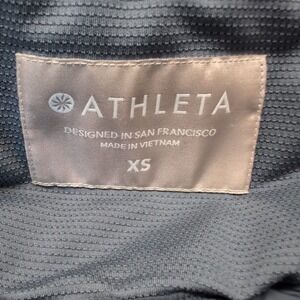 ATHLETA
DESIGNED IN SAN FRANCISCO
MADE IN VIETNAM
XS